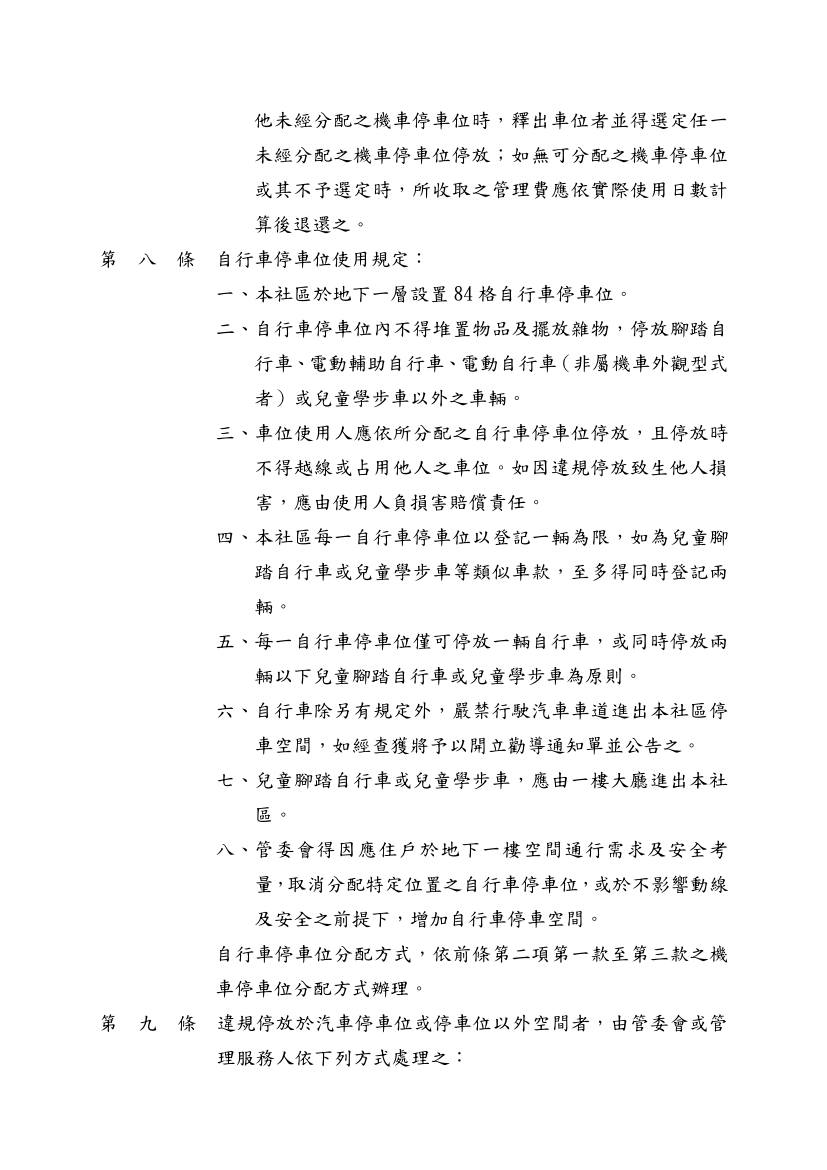 他未經分配之機車停車位時，釋出車位者並得選定任一
未經分配之機車停車位停放；如無可分配之機車停車位
或其不予選定時，所收取之管理費應依實際使用日數計
算後退還之。
第　八　條　自行車停車位使用規定：
一、本社區於地下一層設置 84 格自行車停車位。
二、自行車停車位內不得堆置物品及擺放雜物，停放腳踏自
行車、電動輔助自行車、電動自行車（非屬機車外觀型式
者）或兒童學步車以外之車輛。
三、車位使用人應依所分配之自行車停車位停放，且停放時
不得越線或占用他人之車位。如因違規停放致生他人損
害，應由使用人負損害賠償責任。
四、本社區每一自行車停車位以登記一輛為限，如為兒童腳
踏自行車或兒童學步車等類似車款，至多得同時登記兩
輛。
五、每一自行車停車位僅可停放一輛自行車，或同時停放兩
輛以下兒童腳踏自行車或兒童學步車為原則。
六、自行車除另有規定外，嚴禁行駛汽車車道進出本社區停
車空間，如經查獲將予以開立勸導通知單並公告之。
七、兒童腳踏自行車或兒童學步車，應由一樓大廳進出本社
區。
八、管委會得因應住戶於地下一樓空間通行需求及安全考
量，取消分配特定位置之自行車停車位，或於不影響動線
及安全之前提下，增加自行車停車空間。
自行車停車位分配方式，依前條第二項第一款至第三款之機
車停車位分配方式辦理。
第　九　條　違規停放於汽車停車位或停車位以外空間者，由管委會或管
理服務人依下列方式處理之：